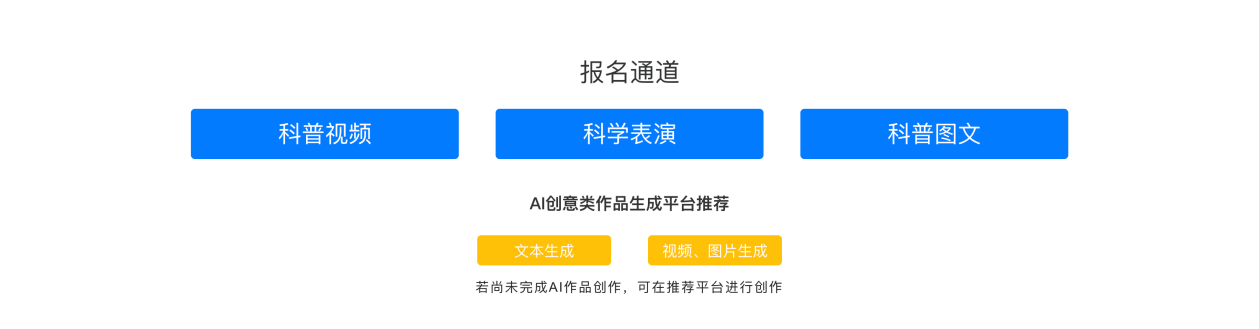 报名通道
科普视频 科学表演 科普图文
AI创意类作品生成平台推荐
文本生成 视频、图片生成
若尚未完成AI作品创作，可在推荐平台进行创作